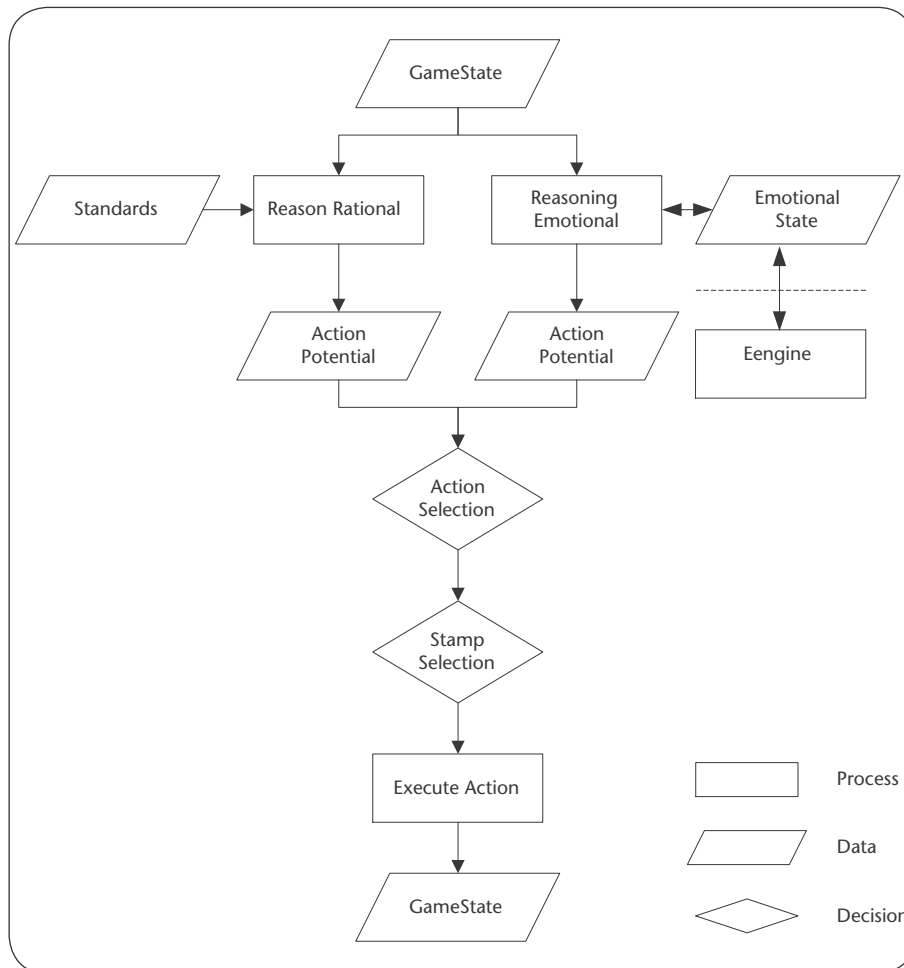 GameState
Standards
Reason Rational
Reasoning
Emotional
Emotional
State
Action
Potential
Action
Potential
Eengine
Action
Selection
Stamp
Selection
Execute Action
Process
Data
GameState
Decision